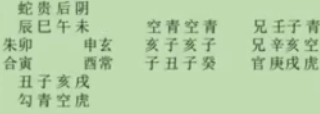 蛇贵后阴
辰巳午未 空青空青 兄壬子青
朱卯 申玄 亥子亥子 兄辛亥空
合寅 酉常 子丑子癸 官庚戌虎
丑子亥戌
勾青空虎